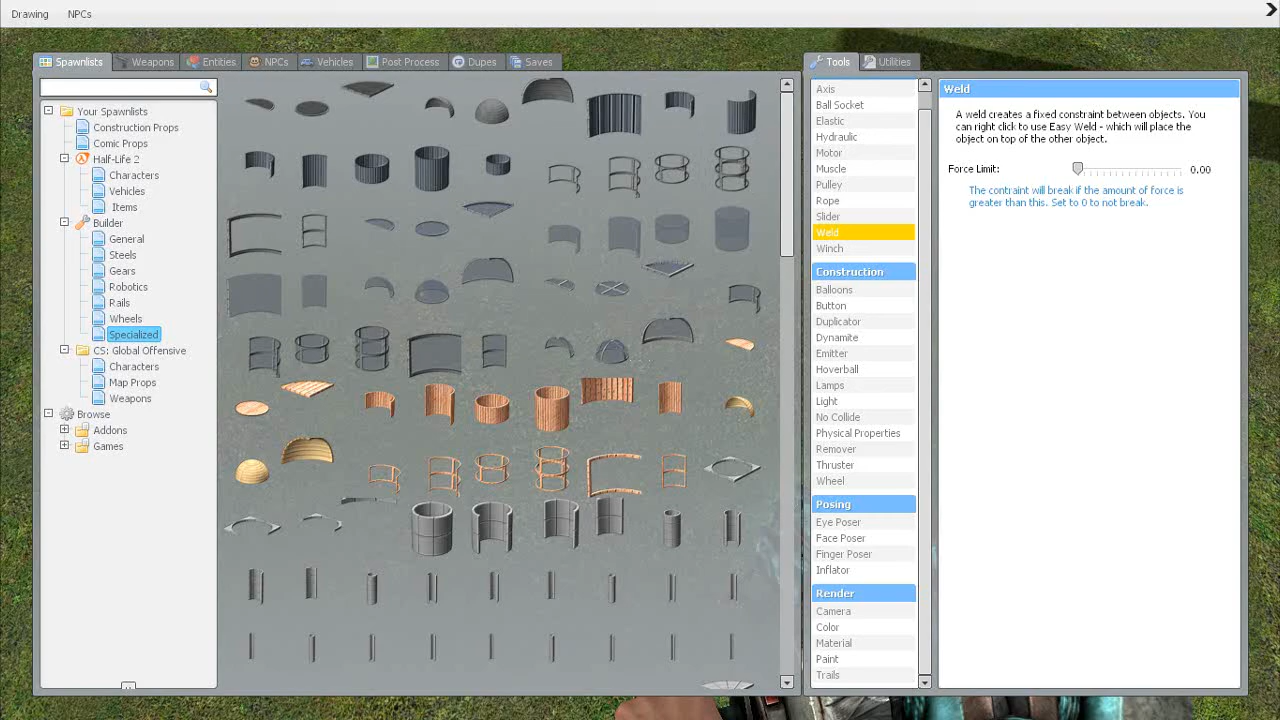 Drawing NPCs
Spawnlists Weapons Entities NPCs Vehicles Post Process Dupes Saves
Your Spawnlists
Construction Props
Comic Props
Half-Life 2
Characters
Vehicles
Items
Builder
General
Steels
Gears
Robotics
Rails
Wheels
Specialized
CS: Global Offensive
Characters
Map Props
Weapons
Browse
Addons
Games
Tools Utilities
Axis
Ball Socket
Elastic
Hydraulic
Motor
Muscle
Pulley
Rope
Slider
Weld
Winch
Construction
Balloons
Button
Duplicator
Dynamite
Emitter
Hoverball
Lamps
Light
No Collide
Physical Properties
Remover
Thruster
Wheel
Posing
Eye Poser
Face Poser
Finger Poser
Inflator
Render
Camera
Color
Material
Paint
Trails
Weld
A weld creates a fixed constraint between objects. You
can right click to use Easy Weld - which will place the
object on top of the other object.
Force Limit: 0.00
The contraint will break if the amount of force is
greater than this. Set to 0 to not break.